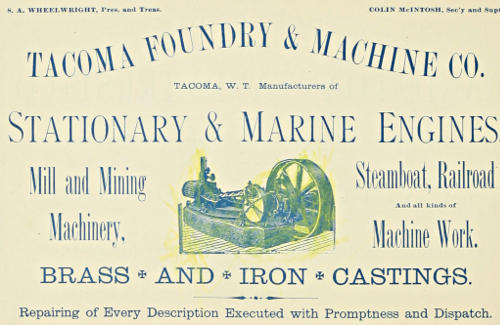 S. A. WHEELWRIGHT, Pres. and Treas.
COLIN McINTOSH, Sec'y and Supt
TACOMA FOUNDRY & MACHINE CO.
TACOMA, W. T. Manufacturers of
STATIONARY & MARINE ENGINES,
Mill and Mining
Machinery,
Steamboat, Railroad
And all kinds of
Machine Work.
BRASS ✠ AND ✠ IRON ✠ CASTINGS.
Repairing of Every Description Executed with Promptness and Dispatch.